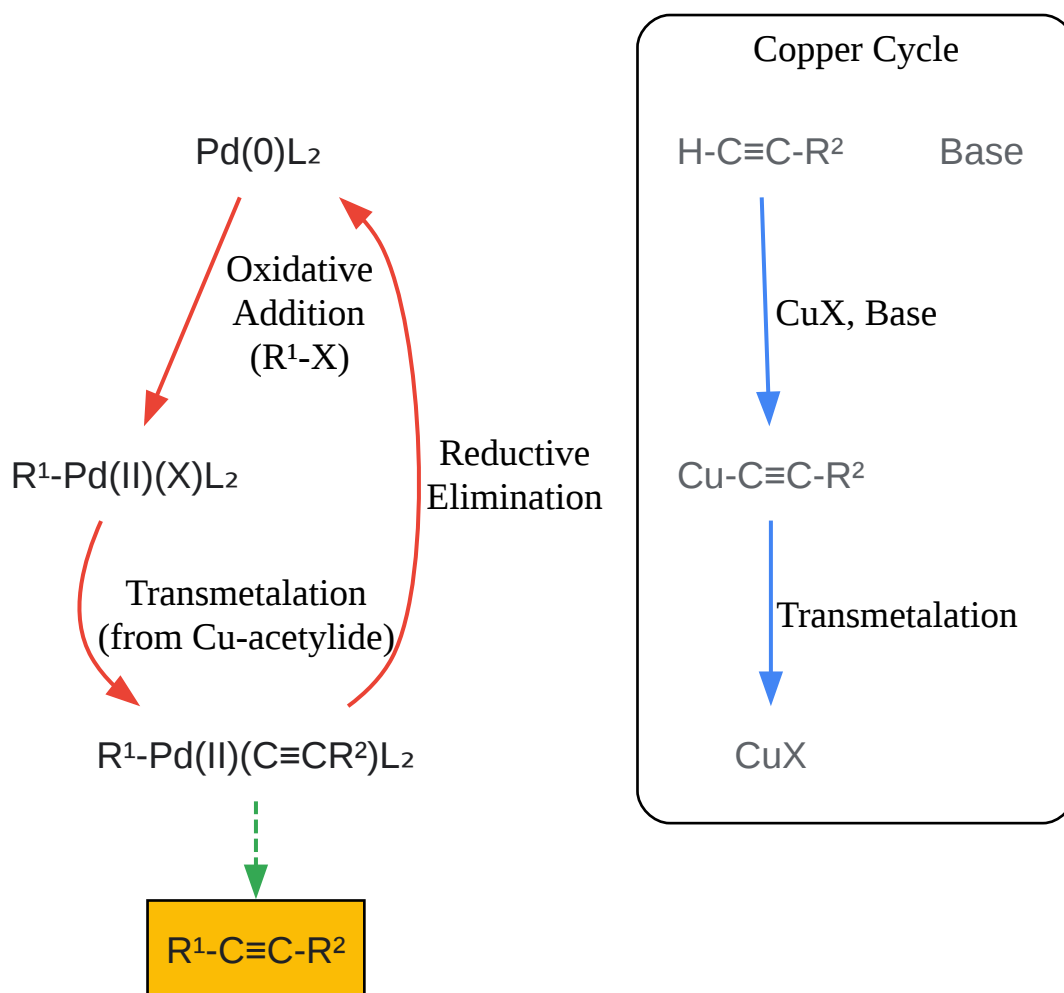 Copper Cycle
Pd(0)L₂
H-C≡C-R²
Base
Oxidative
Addition
(R¹-X)
CuX, Base
R¹-Pd(II)(X)L₂
Reductive
Elimination
Cu-C≡C-R²
Transmetalation
(from Cu-acetylide)
Transmetalation
R¹-Pd(II)(C≡CR²)L₂
CuX
R¹-C≡C-R²